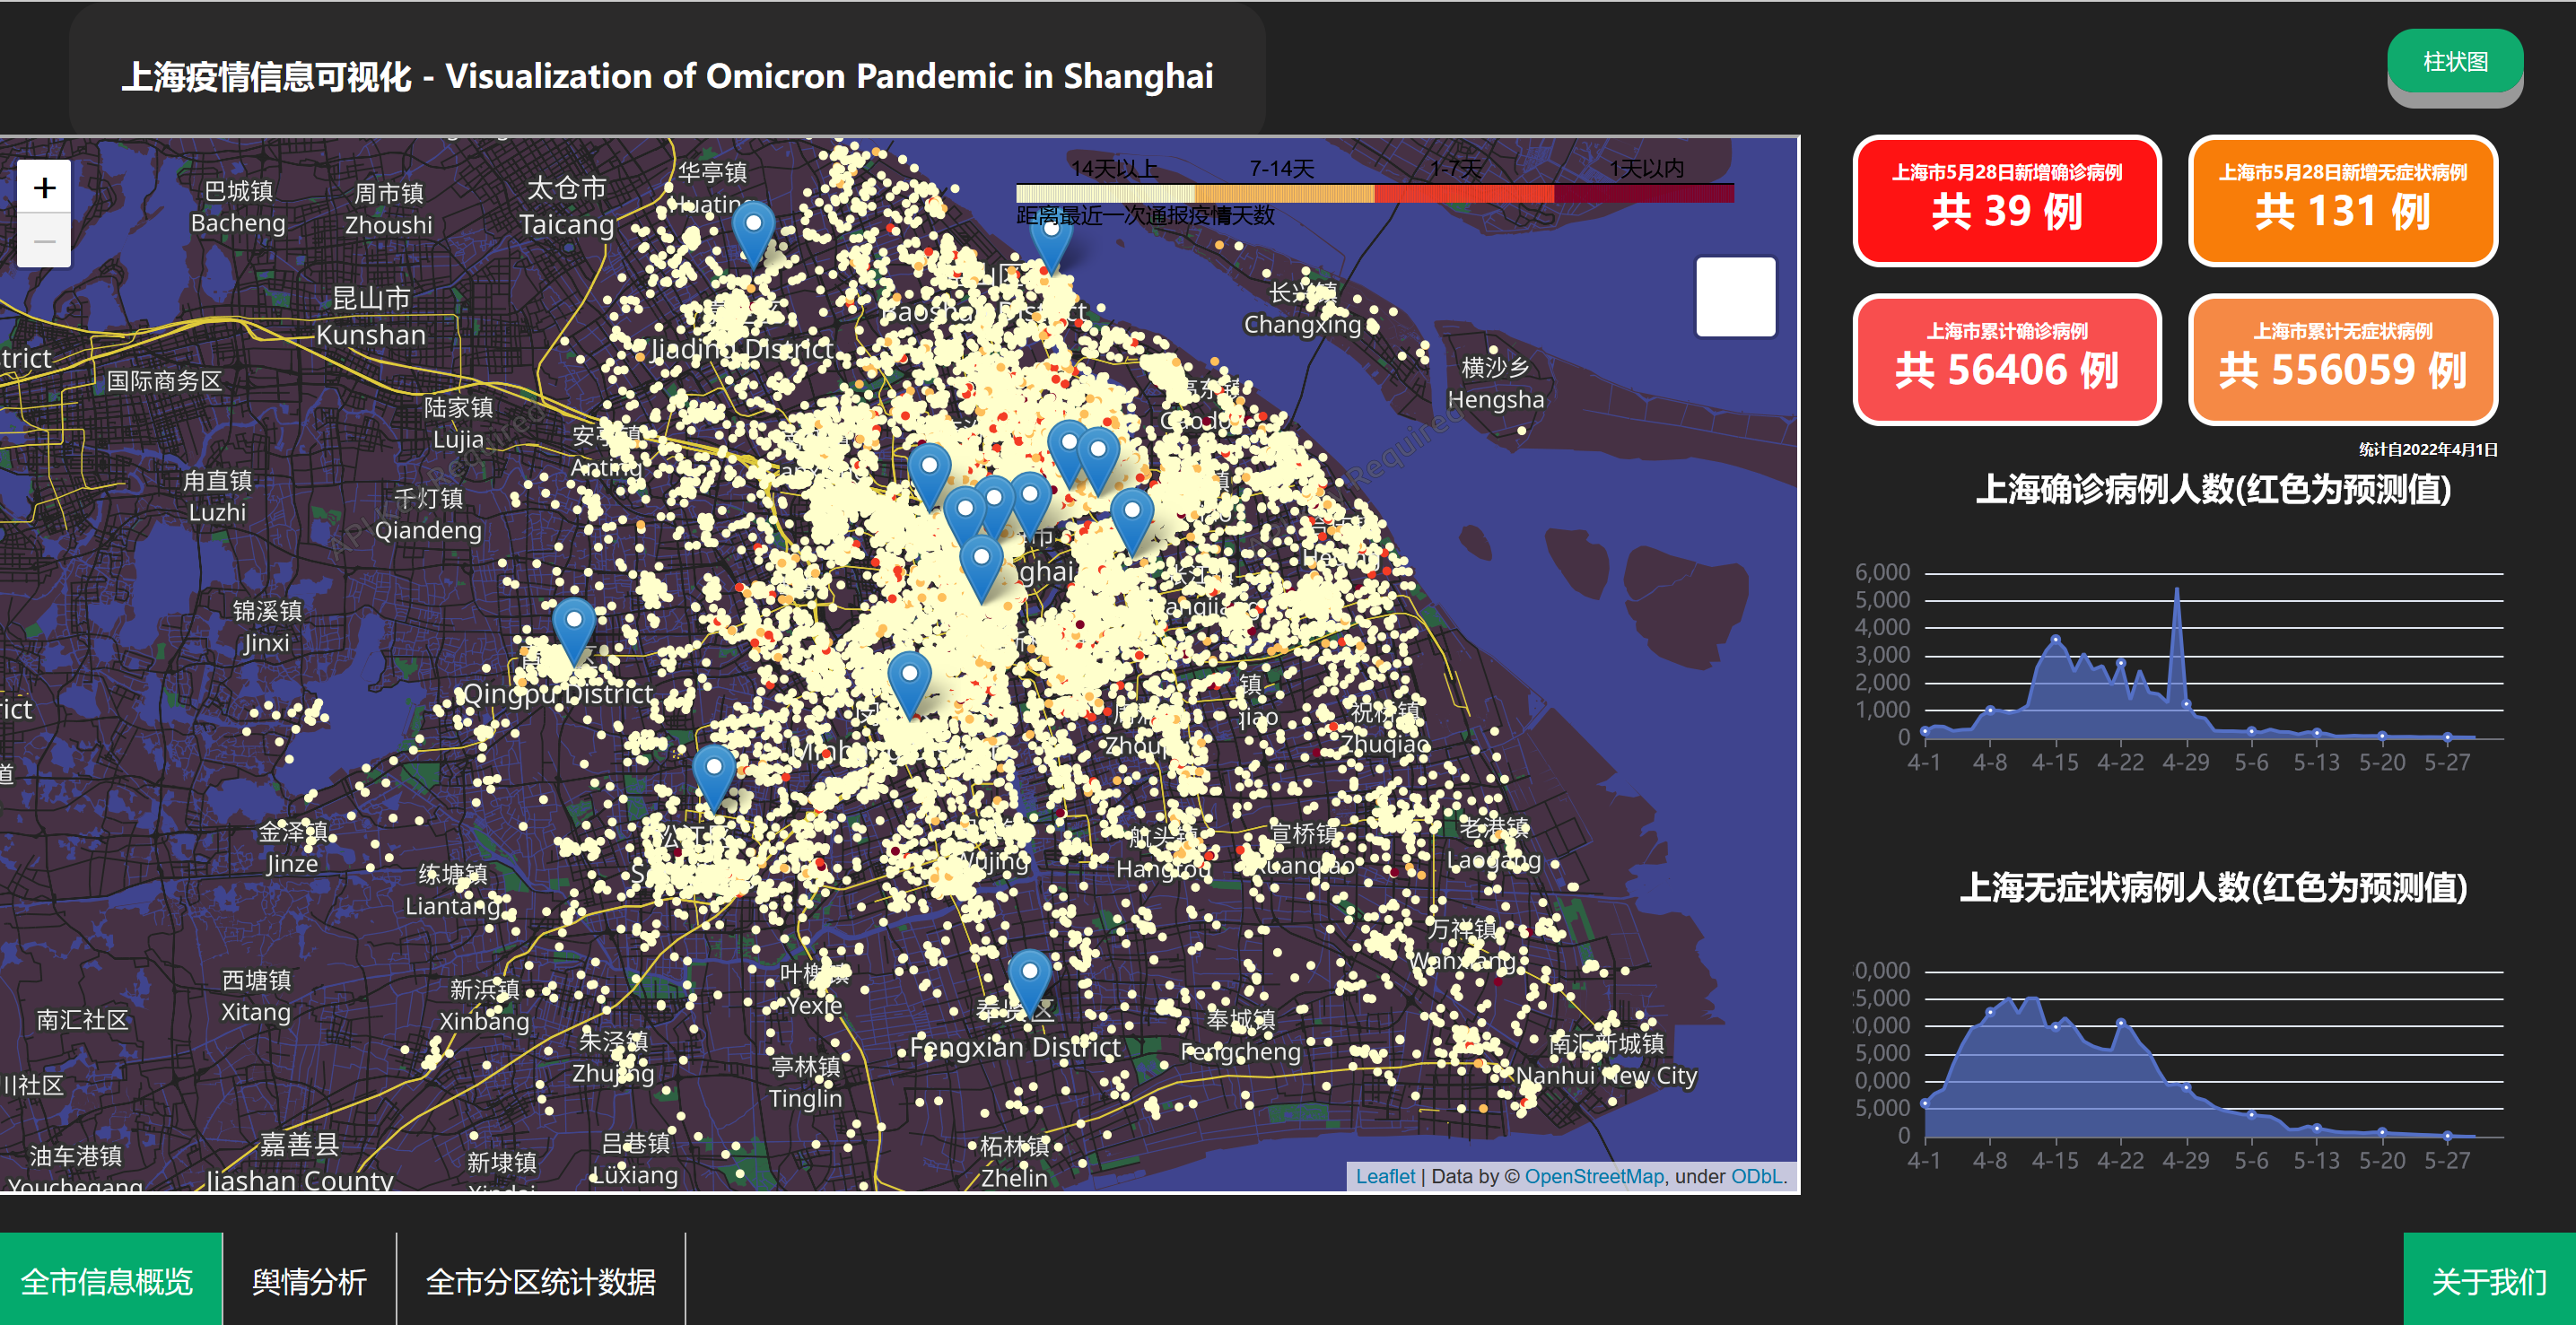 上海疫情信息可视化 - Visualization of Omicron Pandemic in Shanghai
柱状图
+
−
14天以上
7-14天
1-7天
1天以内
距离最近一次通报疫情天数
华亭镇
Huating
巴城镇
Bacheng
周市镇
Zhoushi
太仓市
Taicang
昆山市
Kunshan
trict
国际商务区
陆家镇
Lujia
Jiading District
长兴镇
Changxing
横沙乡
Hengsha
安亭镇
Anting
甪直镇
Luzhi
千灯镇
Qiandeng
API Key Required
Required
锦溪镇
Jinxi
Qingpu District
rict
道
镇
qiao
祝桥镇
Zhuqiao
金泽镇
Jinze
练塘镇
Liantang
Wujing
航头镇
Hangtou
宣桥镇
Xuanqiao
老港镇
Laogang
万祥镇
Wanxiang
西塘镇
Xitang
新浜镇
Xinbang
叶榭镇
Yexie
南汇社区
朱泾镇
Zhujing
亭林镇
Tinglin
奉贤区
Fengxian District
奉城镇
Fengcheng
南汇新城镇
Nanhui New City
川社区
油车港镇
Youchegang
嘉善县
Jiashan County
新埭镇
Xindai
吕巷镇
Lüxiang
柘林镇
Zhelin
Leaflet | Data by © OpenStreetMap, under ODbL.
上海市5月28日新增确诊病例
共 39 例
上海市5月28日新增无症状病例
共 131 例
上海市累计确诊病例
共 56406 例
上海市累计无症状病例
共 556059 例
统计自2022年4月1日
上海确诊病例人数(红色为预测值)
6,000
5,000
4,000
3,000
2,000
1,000
0
4-1 4-8 4-15 4-22 4-29 5-6 5-13 5-20 5-27
上海无症状病例人数(红色为预测值)
0,000
5,000
0,000
5,000
0,000
5,000
0
4-1 4-8 4-15 4-22 4-29 5-6 5-13 5-20 5-27
全市信息概览
舆情分析
全市分区统计数据
关于我们